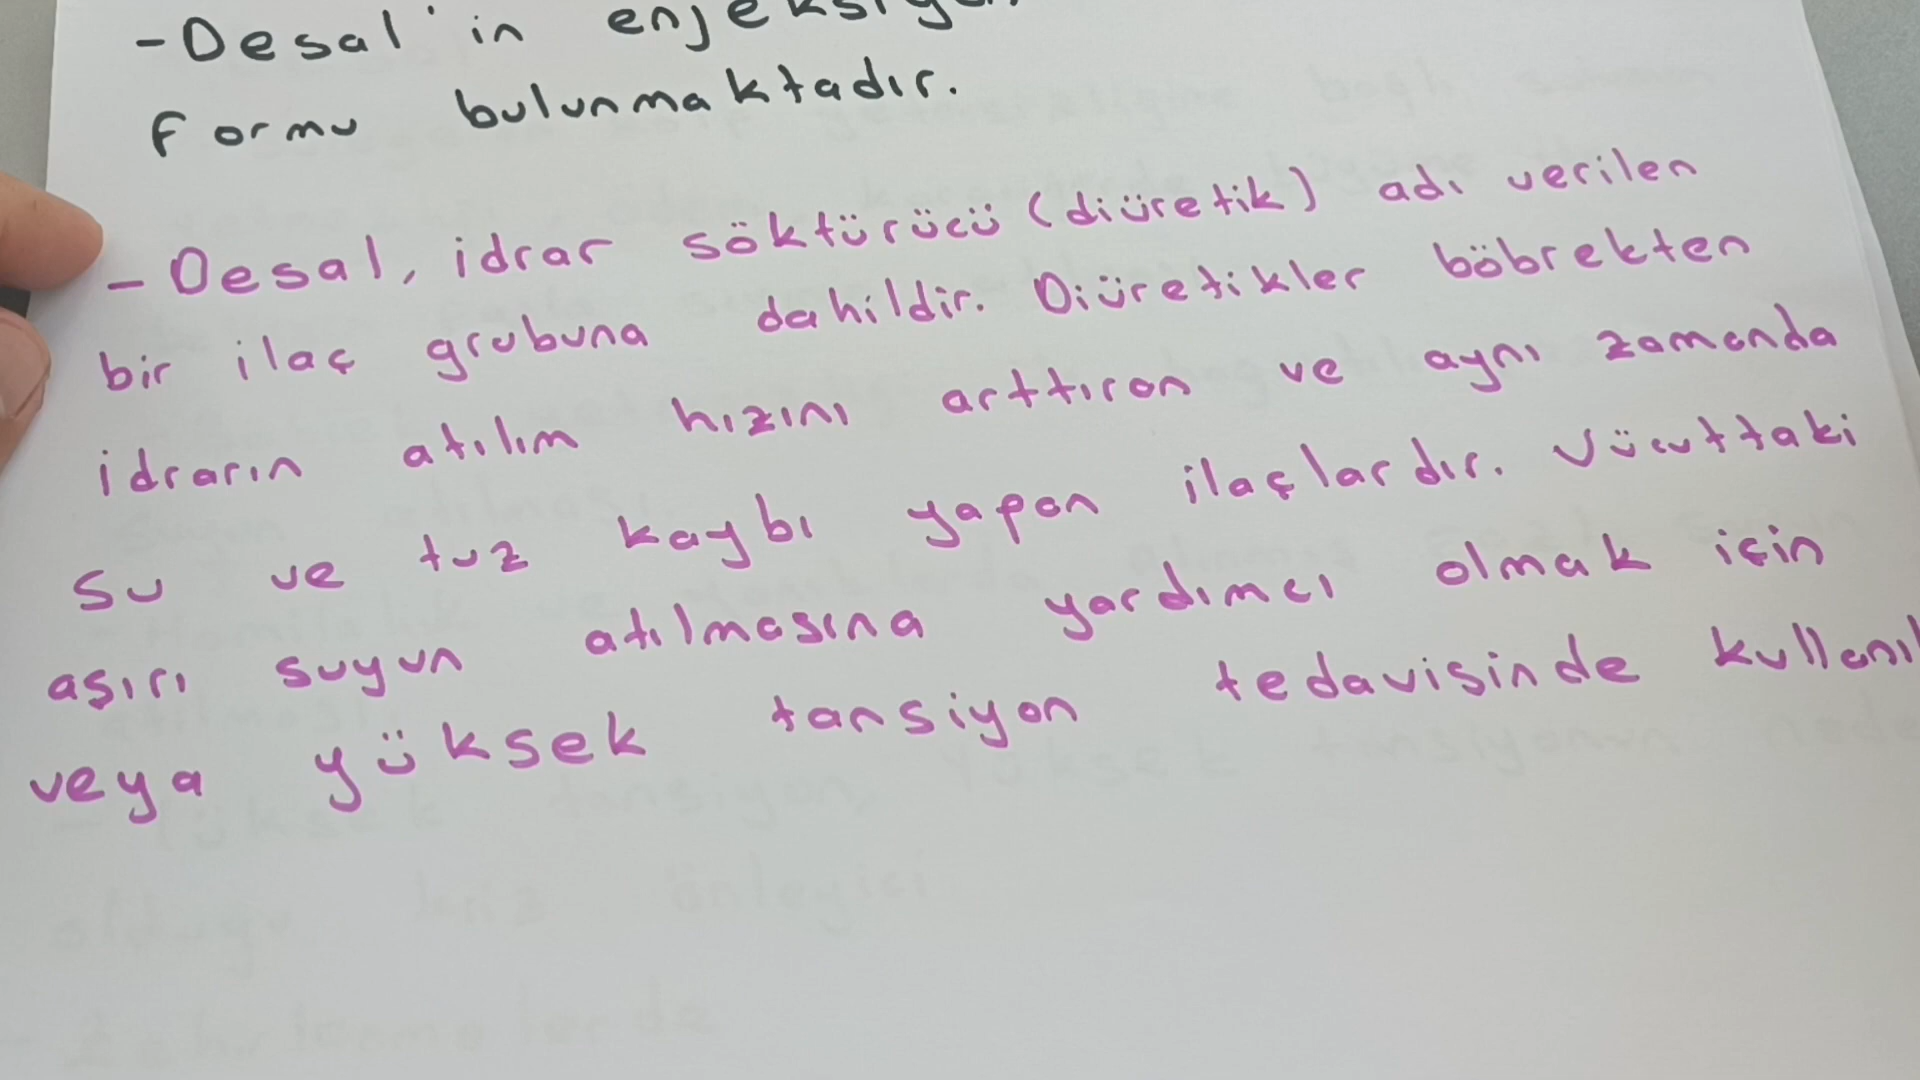 -Desal'in
formu bulunmaktadır.
- Desal, idrar söktürücü (diüretik) adı verilen
bir ilaç grubuna dahildir. Diüretikler böbrekten
idrarın atılım hızını arttıran ve aynı zamanda
su ve tuz kaybı yapan ilaçlardır. Vücuttaki
aşırı suyun atılmasına yardımcı olmak için
veya yüksek tansiyon tedavisinde kullanıl